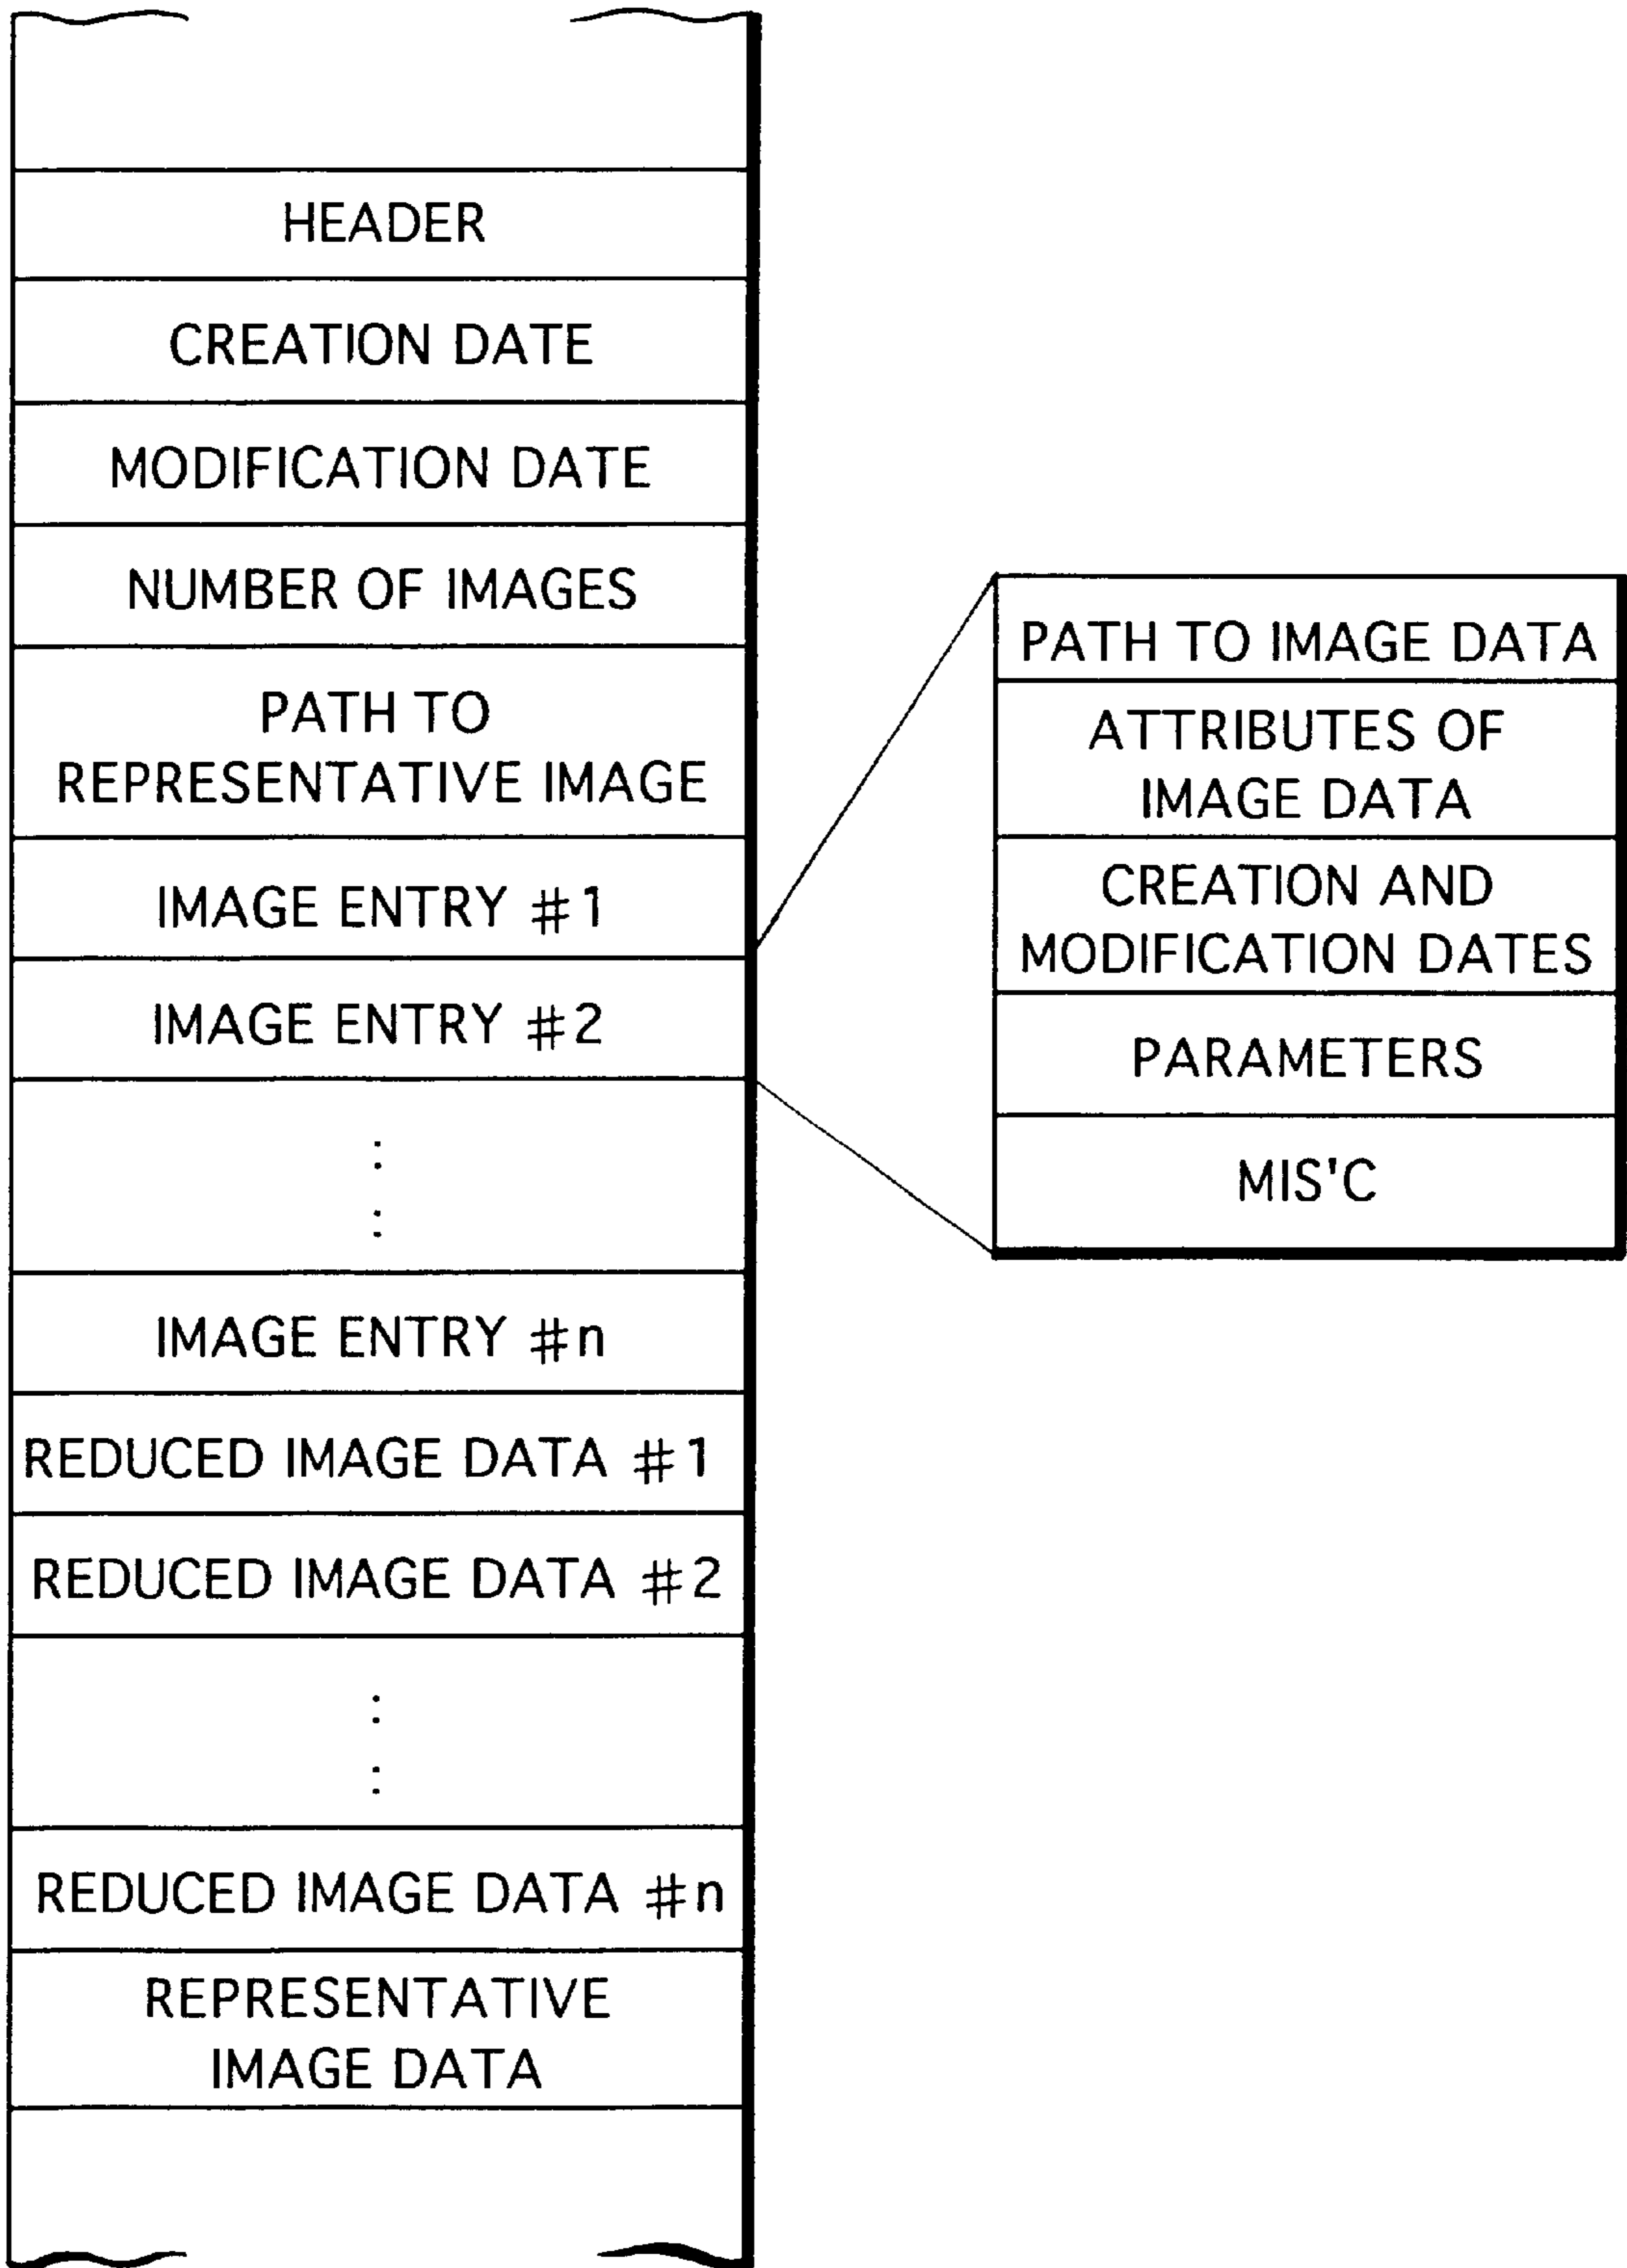 HEADER
CREATION DATE
MODIFICATION DATE
NUMBER OF IMAGES
PATH TO
REPRESENTATIVE IMAGE
IMAGE ENTRY #1
IMAGE ENTRY #2
IMAGE ENTRY #n
REDUCED IMAGE DATA #1
REDUCED IMAGE DATA #2
REDUCED IMAGE DATA #n
REPRESENTATIVE
IMAGE DATA
PATH TO IMAGE DATA
ATTRIBUTES OF
IMAGE DATA
CREATION AND
MODIFICATION DATES
PARAMETERS
MIS'C